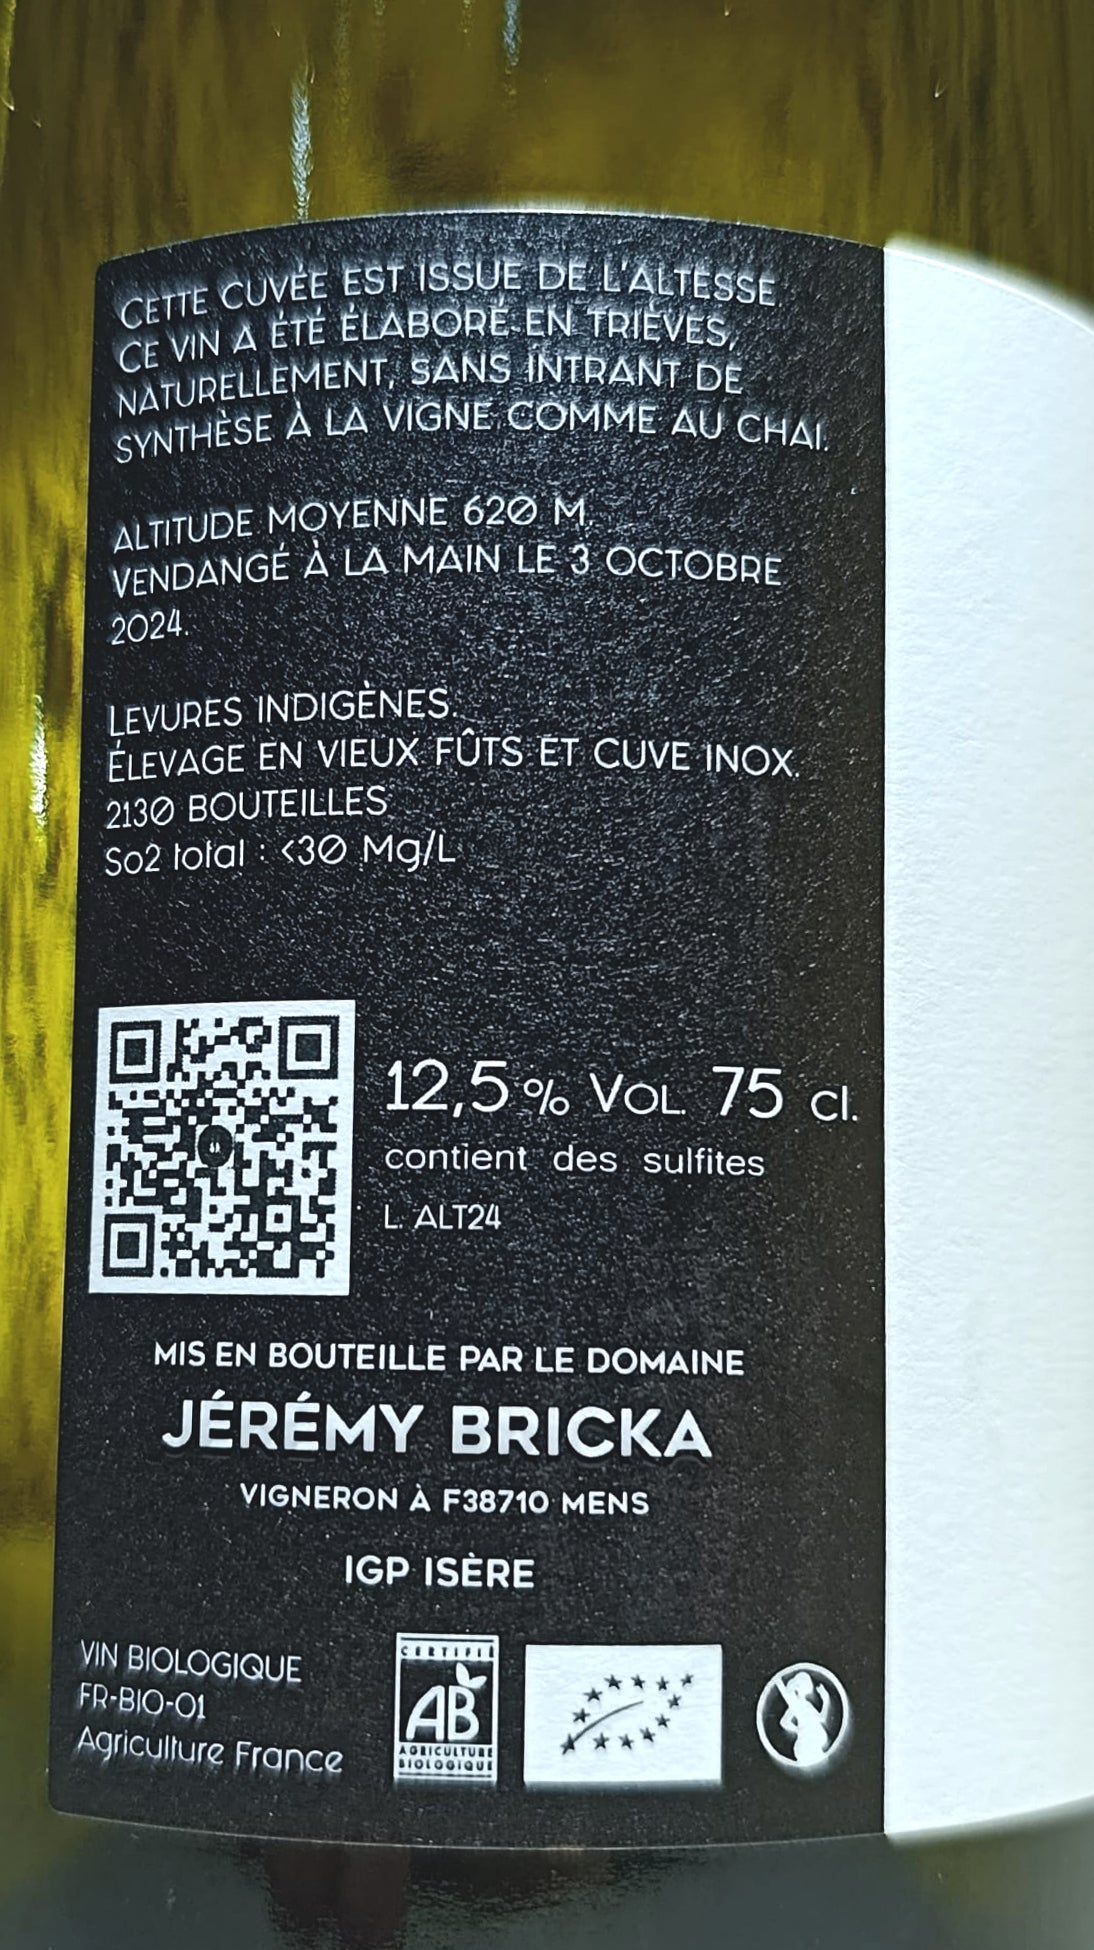 CETTE CUVÉE EST ISSUE DE L'ALTESSE
CE VIN A ÉTÉ ÉLABORÉ EN TRIÈVES,
NATURELLEMENT, SANS INTRANT DE
SYNTHÈSE À LA VIGNE COMME AU CHAI.
ALTITUDE MOYENNE 620 M.
VENDANGÉ À LA MAIN LE 3 OCTOBRE
2024.
LEVURES INDIGÈNES.
ÉLEVAGE EN VIEUX FÛTS ET CUVE INOX.
2130 BOUTEILLES
So2 total : <30 Mg/L
12,5 % VOL. 75 cl.
contient des sulfites
L. ALT24
MIS EN BOUTEILLE PAR LE DOMAINE
JÉRÉMY BRICKA
VIGNERON À F38710 MENS
IGP ISÈRE
VIN BIOLOGIQUE
FR-BIO-01
Agriculture France
CERTIFIÉ
AB
AGRICULTURE
BIOLOGIQUE